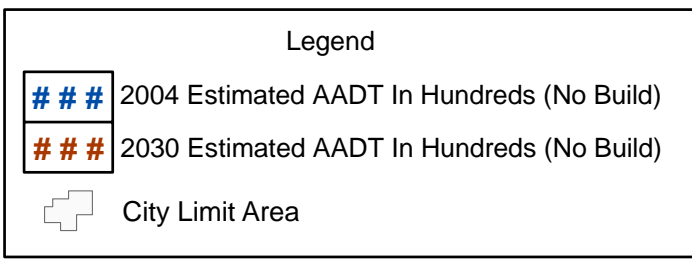 Legend
# # # 2004 Estimated AADT In Hundreds (No Build)
# # # 2030 Estimated AADT In Hundreds (No Build)
City Limit Area